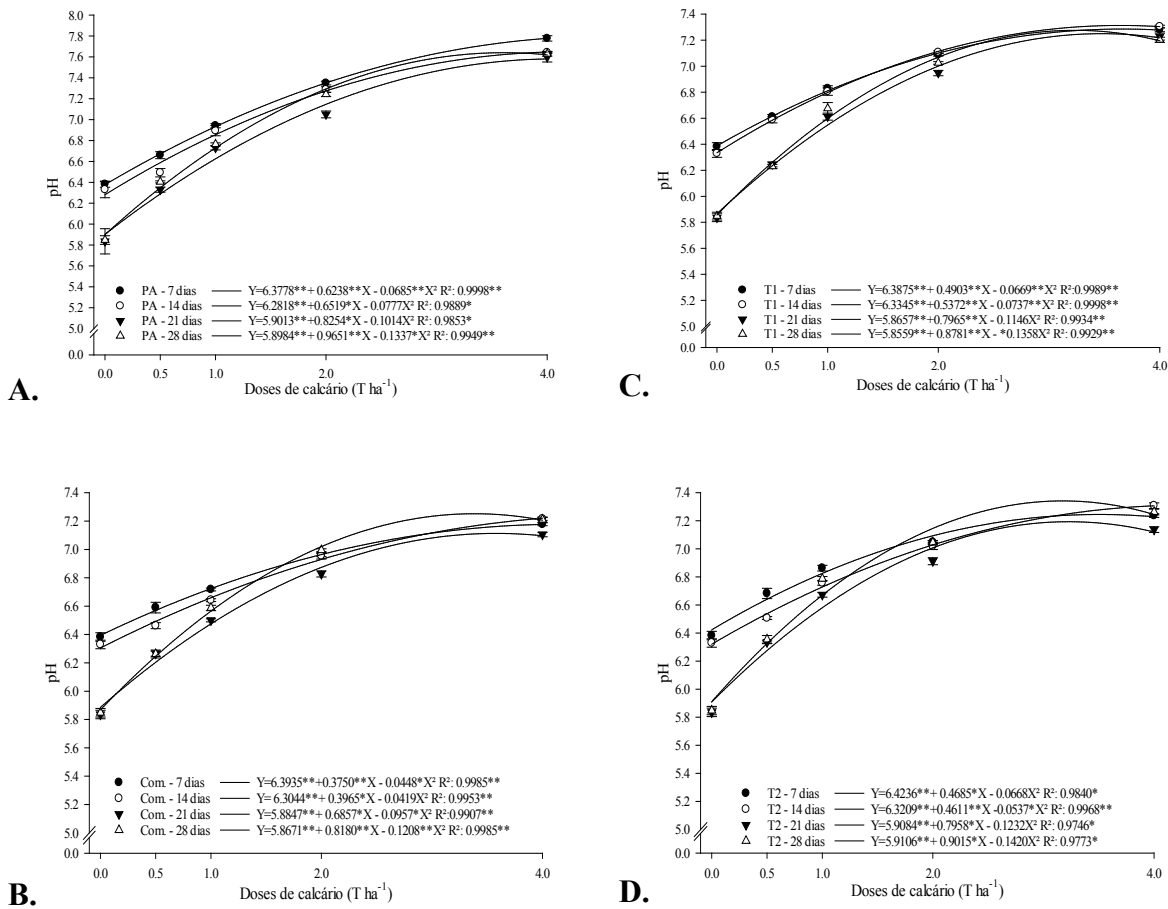 8.0
7.8
7.6
7.4
7.2
7.0
6.8
6.6
6.4
6.2
6.0
5.8
5.6
5.4
5.2
5.0
0.0
pH
PA - 7 dias Y=6.3778**+ 0.6238**X - 0.0685**X² R²: 0.9998**
PA - 14 dias Y=6.2818**+0.6519*X - 0.0777X² R²: 0.9889*
PA - 21 dias Y=5.9013**+0.8254*X - 0.1014X² R²: 0.9853*
PA - 28 dias Y=5.8984**+ 0.9651**X - 0.1337*X² R²: 0.9949**
0.0 0.5 1.0 2.0 4.0
Doses de calcário (T ha⁻¹)
A.
7.4
7.2
7.0
6.8
6.6
6.4
6.2
6.0
5.8
5.6
5.4
5.2
5.0
0.0
pH
T1 - 7 dias Y=6.3875**+ 0.4903**X - 0.0669**X² R²:0.9989**
T1 - 14 dias Y=6.3345**+0.5372**X - 0.0737**X² R²: 0.9998**
T1 - 21 dias Y=5.8657**+0.7965**X - 0.1146X² R²: 0.9934**
T1 - 28 dias Y=5.8559**+ 0.8781**X - *0.1358X² R²: 0.9929**
0.0 0.5 1.0 2.0 4.0
Doses de calcário (T ha⁻¹)
C.
7.4
7.2
7.0
6.8
6.6
6.4
6.2
6.0
5.8
5.6
5.4
5.2
5.0
0.0
pH
Com. - 7 dias Y=6.3935**+0.3750**X - 0.0448*X² R²: 0.9985**
Com. - 14 dias Y= 6.3044**+ 0.3965*X - 0.0419X² R²: 0.9953**
Com. - 21 dias Y=5.8847**+ 0.6857*X - 0.0957*X² R²: 0.9907**
Com. - 28 dias Y=5.8671**+ 0.8180**X - 0.1208**X² R²: 0.9985**
0.0 0.5 1.0 2.0 4.0
Doses de calcário (T ha⁻¹)
B.
7.4
7.2
7.0
6.8
6.6
6.4
6.2
6.0
5.8
5.6
5.4
5.2
5.0
0.0
pH
T2 - 7 dias Y=6.4236**+ 0.4685*X - 0.0668X² R²: 0.9840*
T2 - 14 dias Y=6.3209**+0.4611**X - 0.0537*X² R²: 0.9968**
T2 - 21 dias Y=5.9084**+0.7958*X - 0.1232X² R²: 0.9746*
T2 - 28 dias Y=5.9106**+ 0.9015*X - 0.1420X² R²: 0.9773*
0.0 0.5 1.0 2.0 4.0
Doses de calcário (T ha⁻¹)
D.